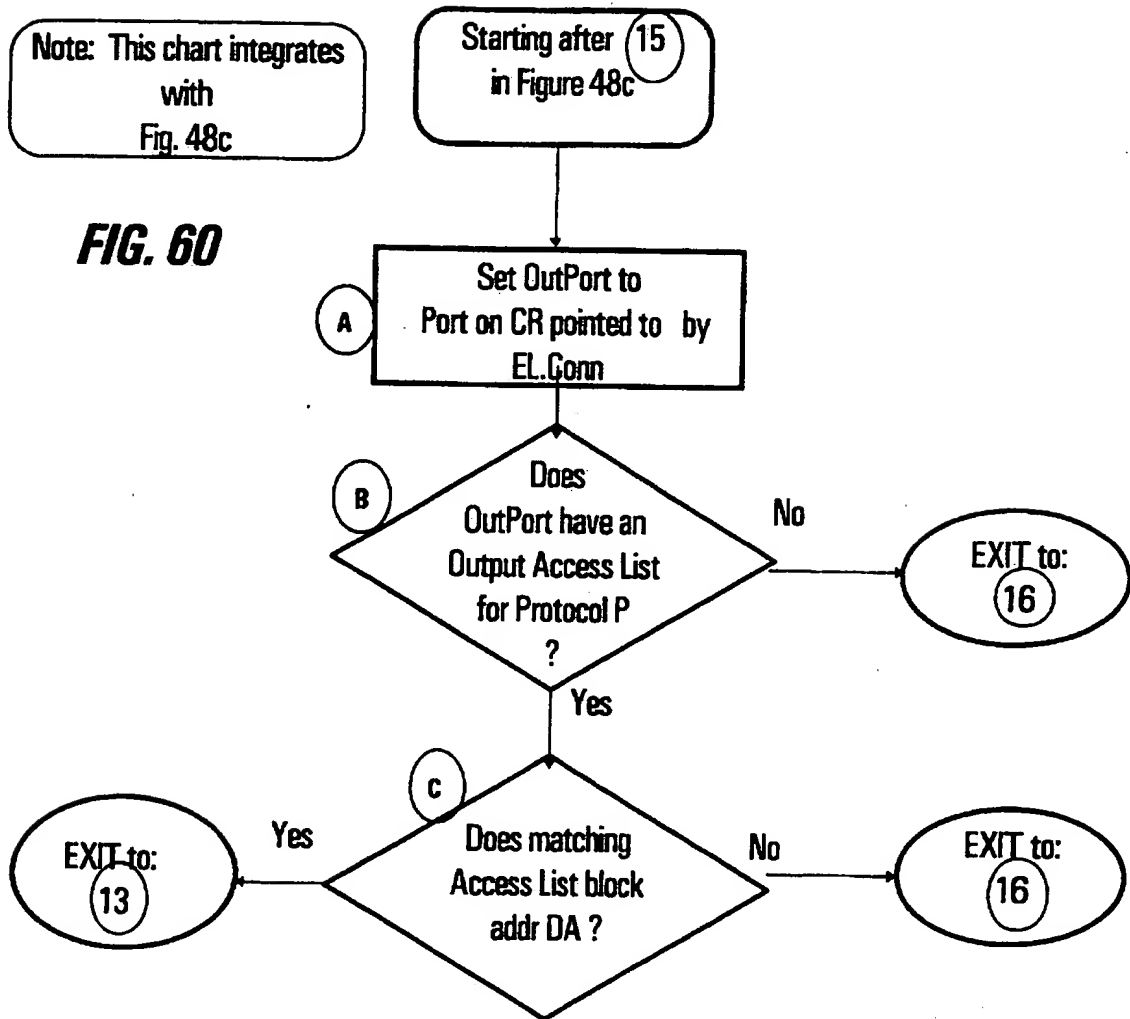 Note: This chart integrates
with
Fig. 48c
Starting after 15
in Figure 48c
FIG. 60
A
Set OutPort to
Port on CR pointed to by
EL.Conn
B
Does
OutPort have an
Output Access List
for Protocol P
?
No
EXIT to:
16
Yes
C
Does matching
Access List block
addr DA ?
Yes
EXIT to:
13
No
EXIT to:
16